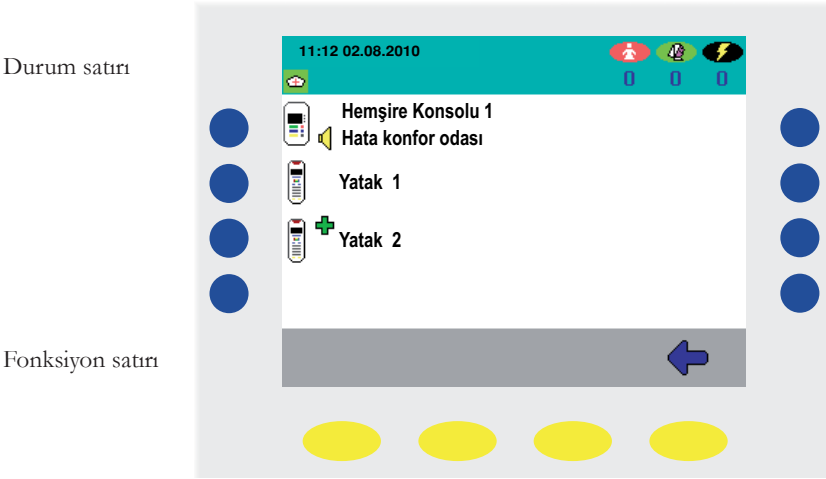 Durum satırı
11:12 02.08.2010
0 0 0
Hemşire Konsolu 1
Hata konfor odası
Yatak 1
Yatak 2
Fonksiyon satırı